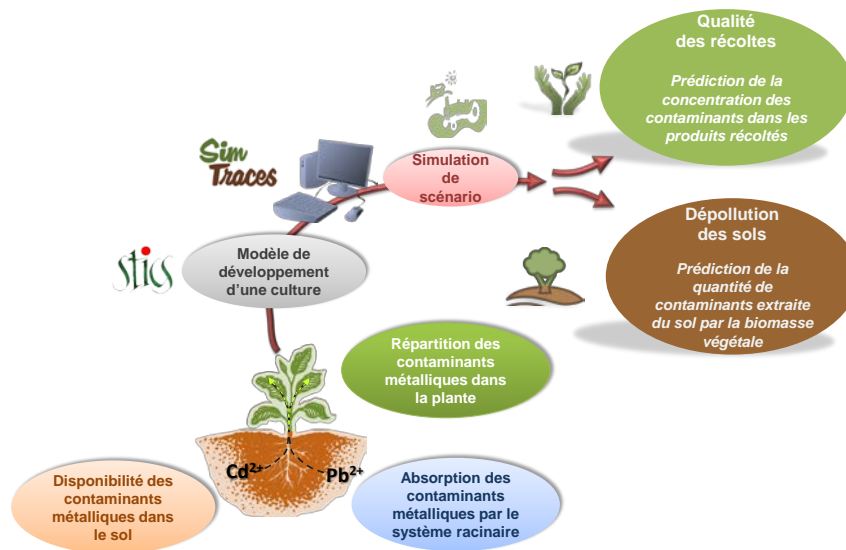 Qualité
des récoltes
Prédiction de la
concentration des
contaminants dans les
produits récoltés
Sim
Traces
Simulation
de
scénario
Dépollution
des sols
Prédiction de la
quantité de
contaminants extraite
du sol par la biomasse
végétale
stics
Modèle de
développement
d'une culture
Répartition des
contaminants
métalliques dans
la plante
Cd2+
Pb2+
Disponibilité des
contaminants
métalliques dans
le sol
Absorption des
contaminants
métalliques par le
système racinaire